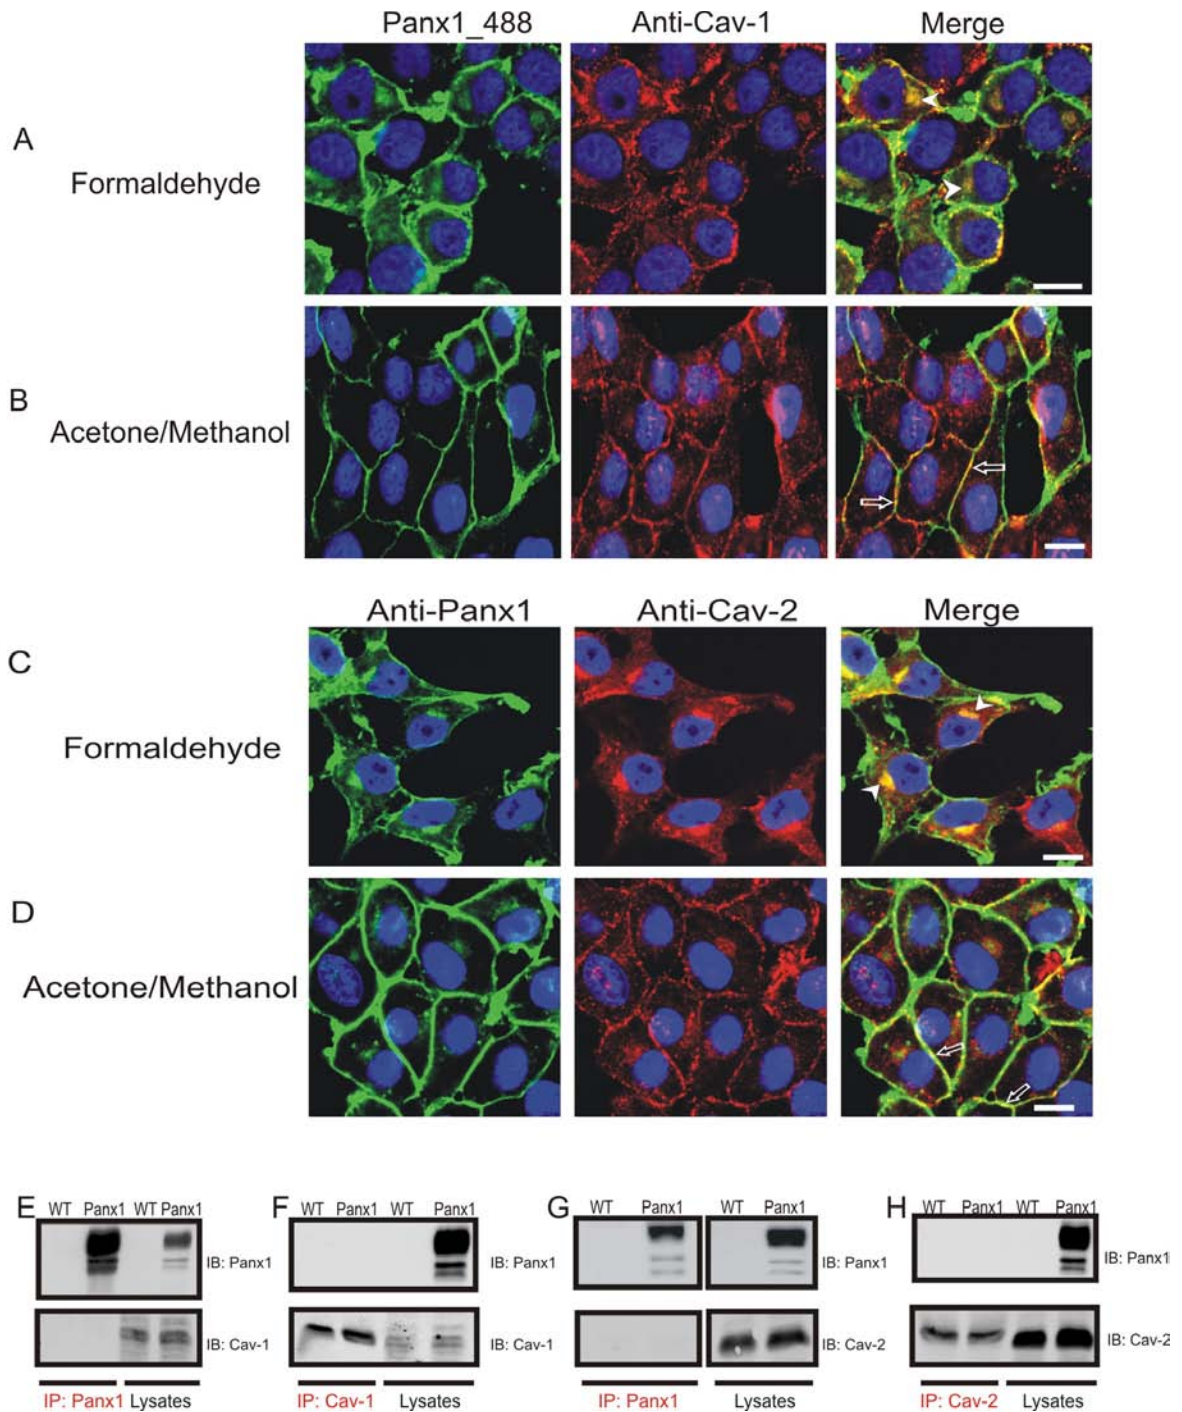 Panx1_488 Anti-Cav-1 Merge
A
Formaldehyde
B
Acetone/Methanol
Anti-Panx1 Anti-Cav-2 Merge
C
Formaldehyde
D
Acetone/Methanol
E WT Panx1 WT Panx1
IB: Panx1
IB: Cav-1
IP: Panx1 Lysates
F WT Panx1 WT Panx1
IB: Panx1
IB: Cav-1
IP: Cav-1 Lysates
G WT Panx1 WT Panx1
IB: Panx1
IB: Cav-2
IP: Panx1 Lysates
H WT Panx1 WT Panx1
IB: Panx1
IB: Cav-2
IP: Cav-2 Lysates